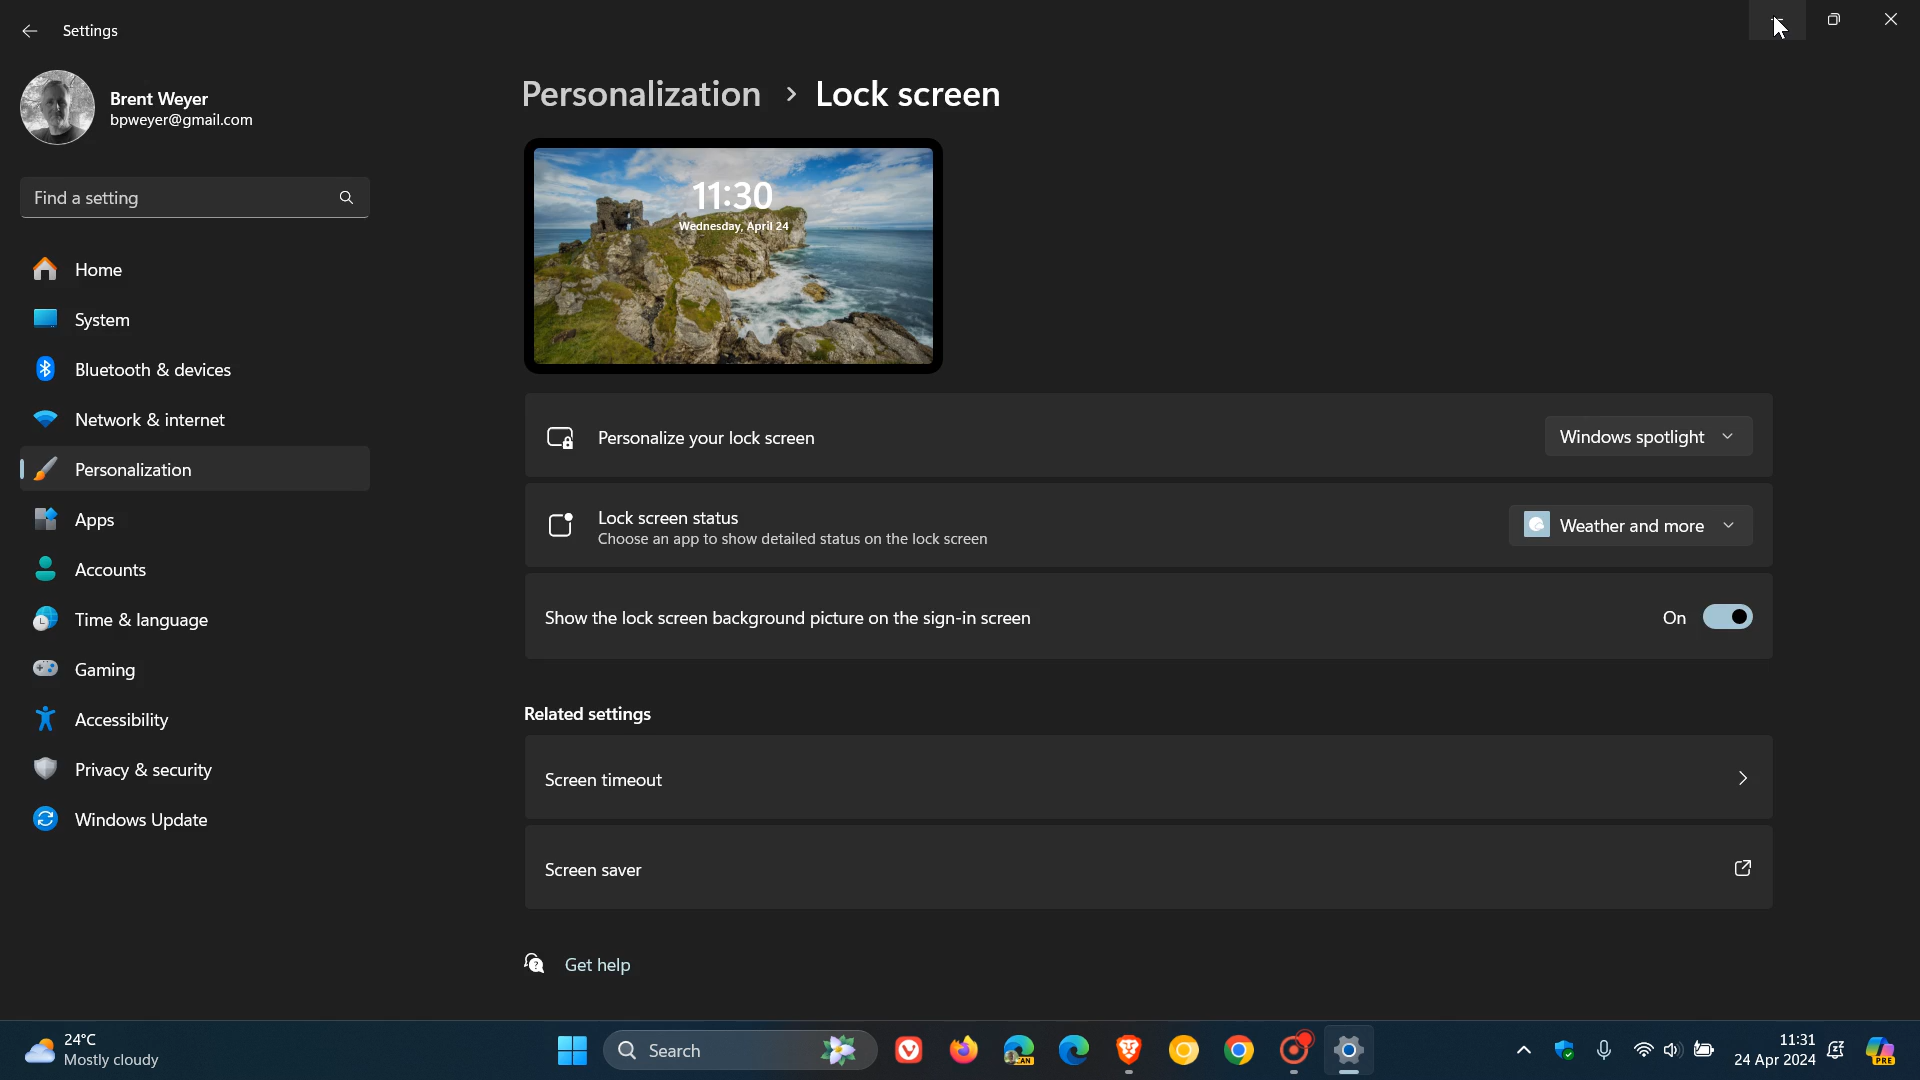 Settings
Brent Weyer
bpweyer@gmail.com
Find a setting
Home
System
Bluetooth & devices
Network & internet
Personalization
Apps
Accounts
Time & language
Gaming
Accessibility
Privacy & security
Windows Update
Personalization > Lock screen
11:30
Wednesday, April 24
Personalize your lock screen
Windows spotlight
Lock screen status
Choose an app to show detailed status on the lock screen
Weather and more
Show the lock screen background picture on the sign-in screen
On
Related settings
Screen timeout
Screen saver
Get help
24°C
Mostly cloudy
Search
CAN
11:31
24 Apr 2024
PRE